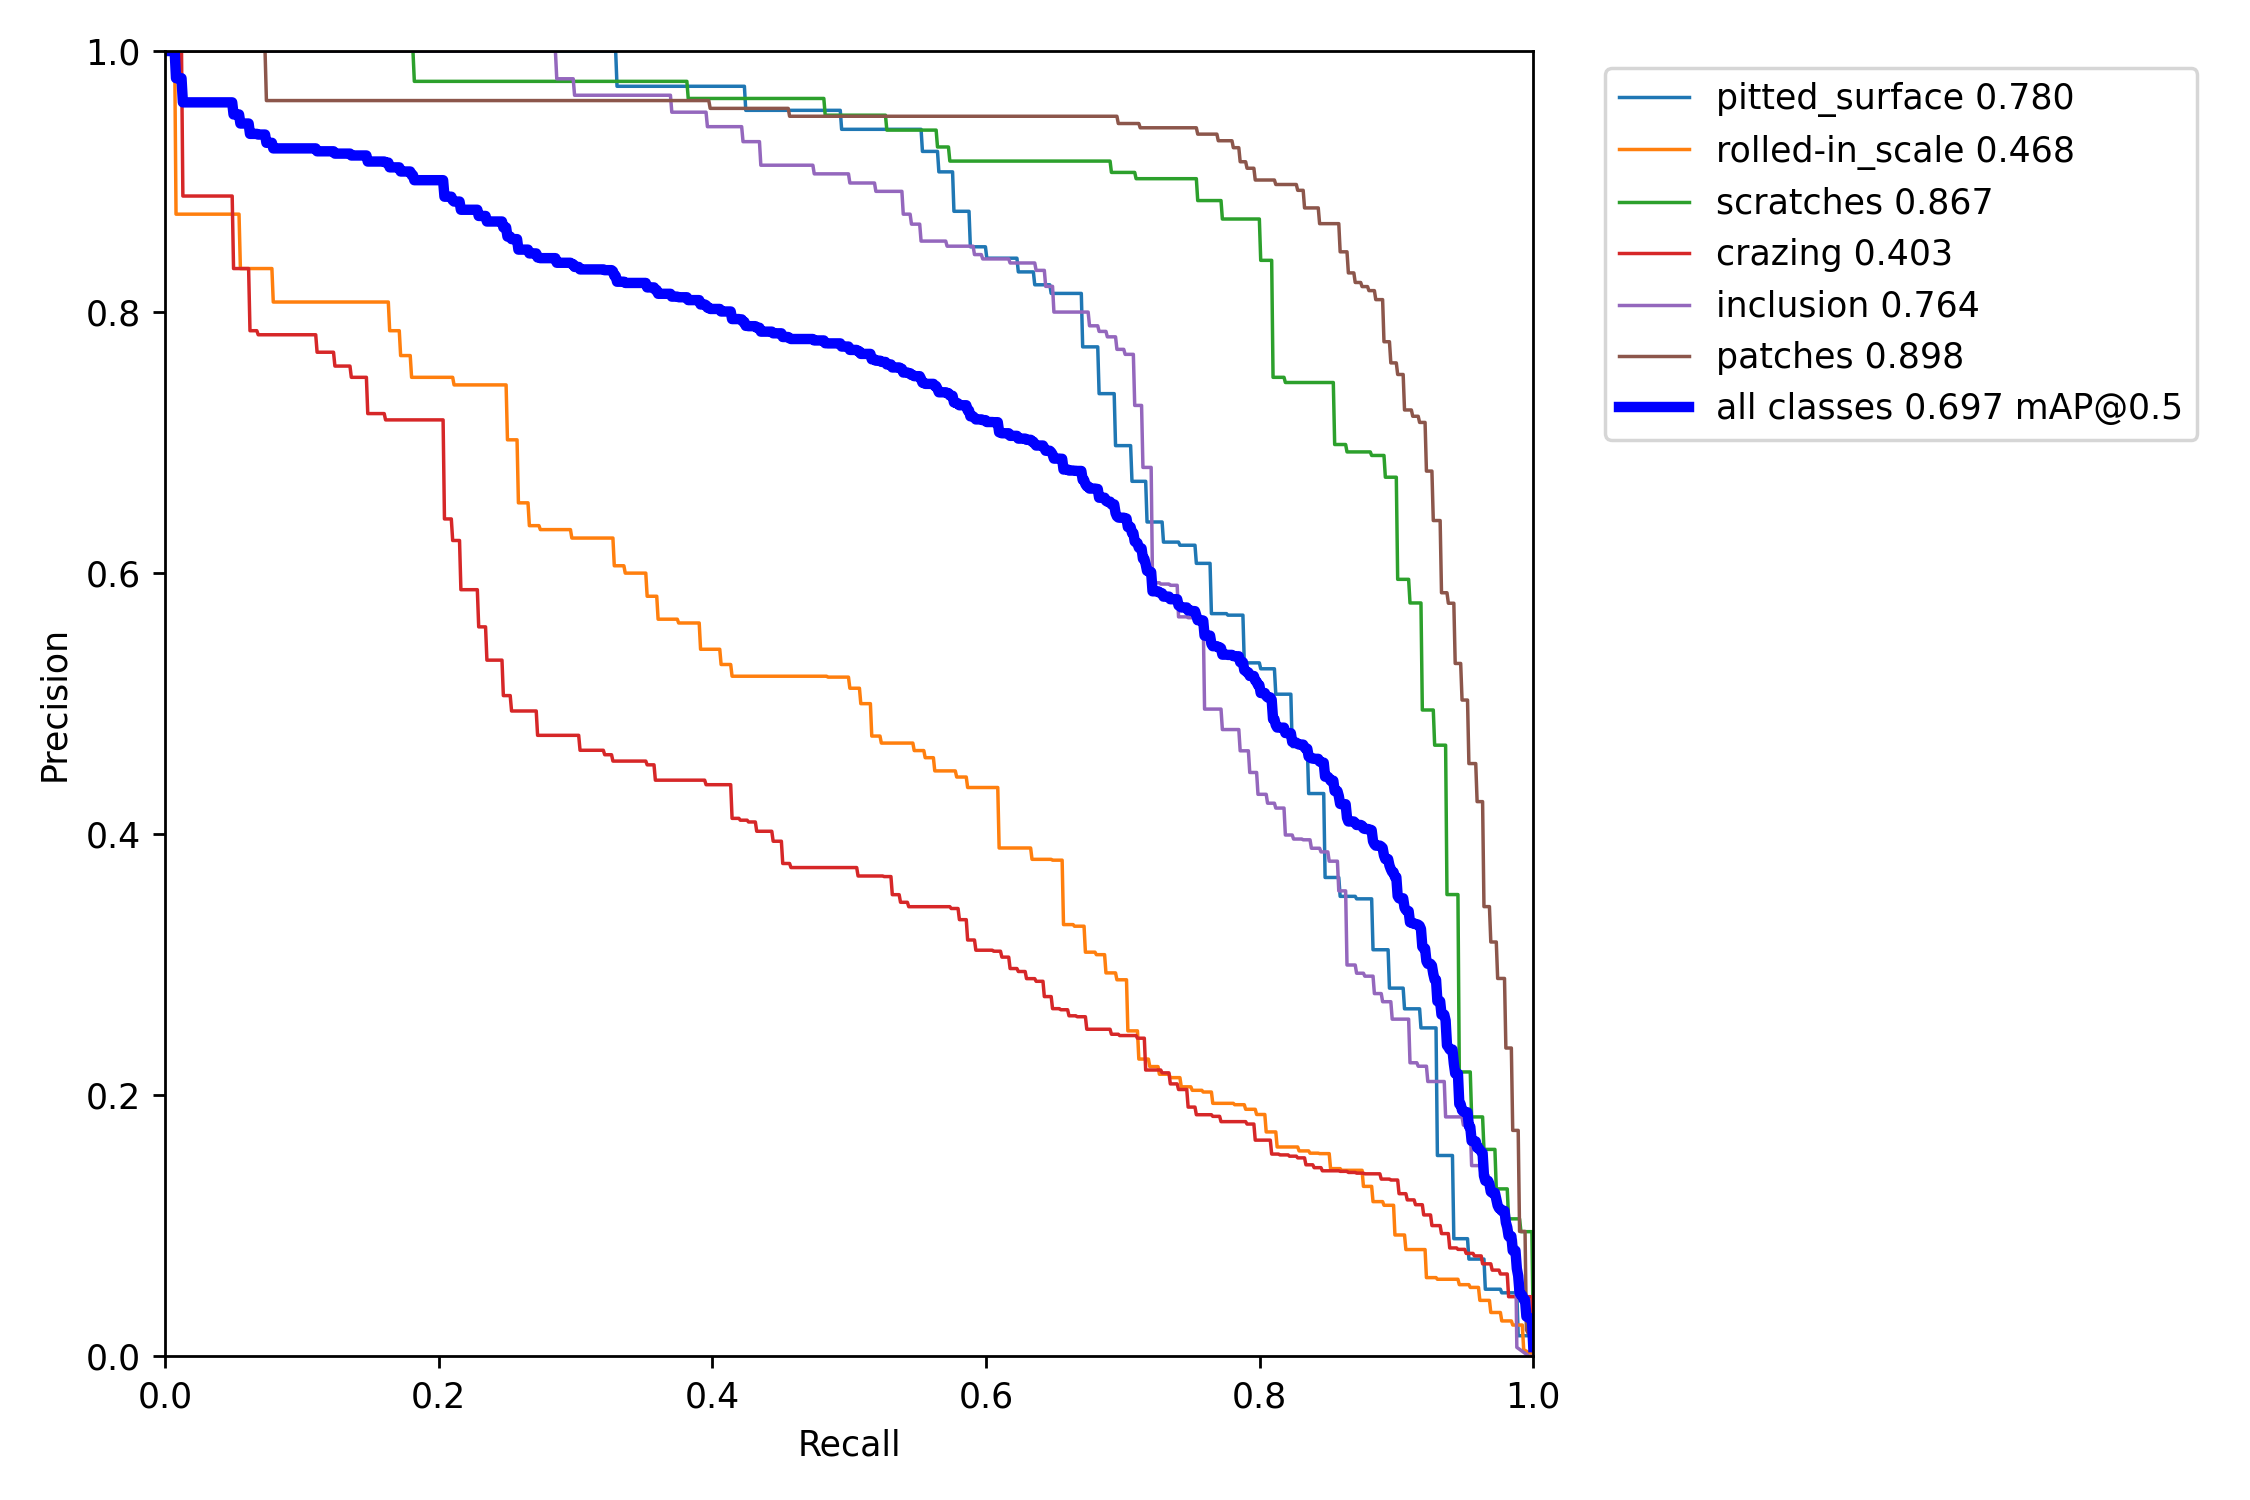 1.0
0.8
0.6
0.4
0.2
0.0
Precision
0.0 0.2 0.4 0.6 0.8 1.0
Recall
pitted_surface 0.780
rolled-in_scale 0.468
scratches 0.867
crazing 0.403
inclusion 0.764
patches 0.898
all classes 0.697 mAP@0.5